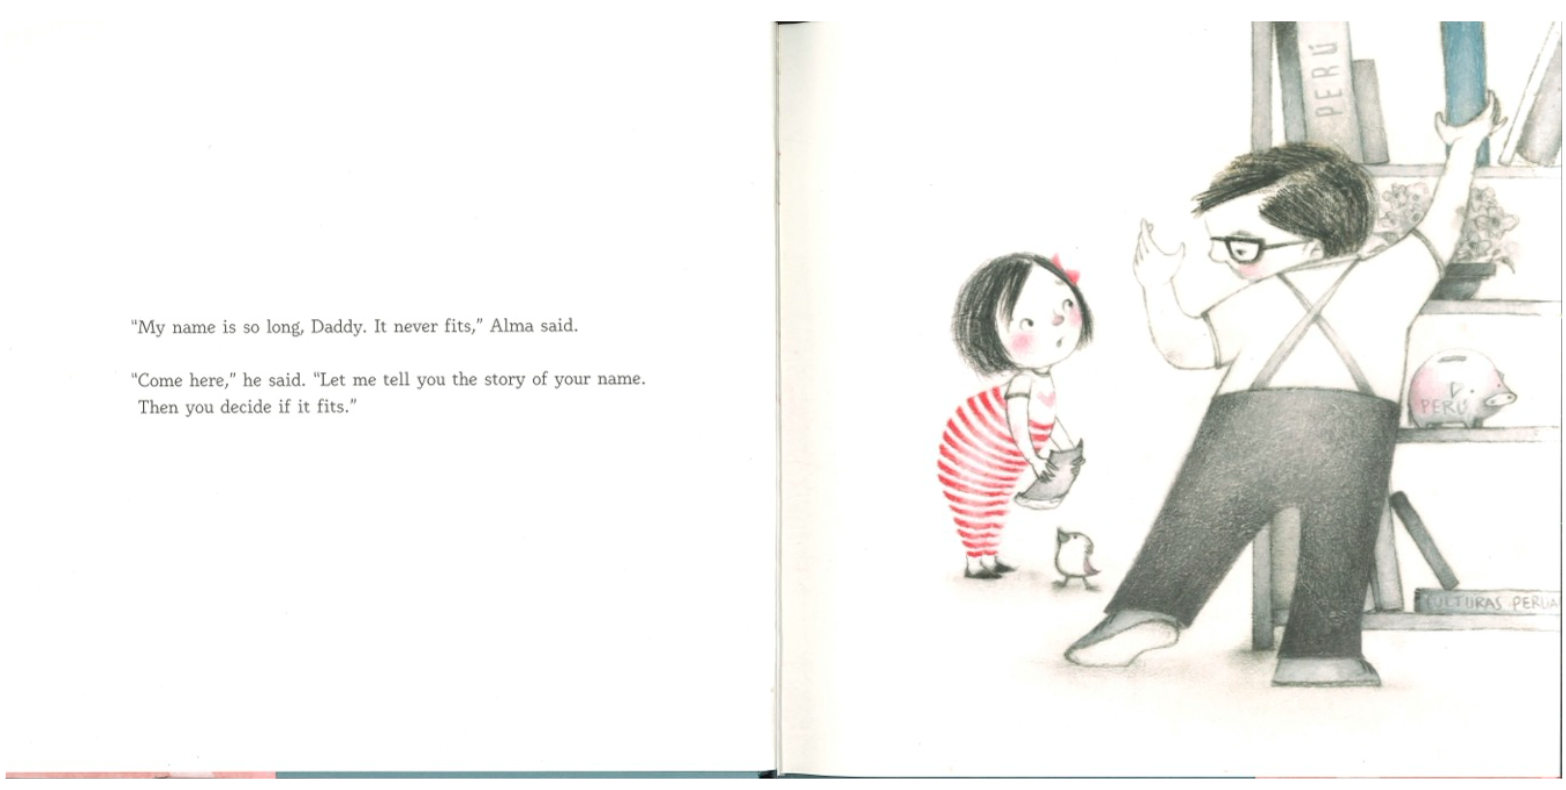 “My name is so long, Daddy. It never fits,” Alma said.
“Come here,” he said. “Let me tell you the story of your name.
Then you decide if it fits.”
PERÚ
PERÚ
CULTURAS PERUA